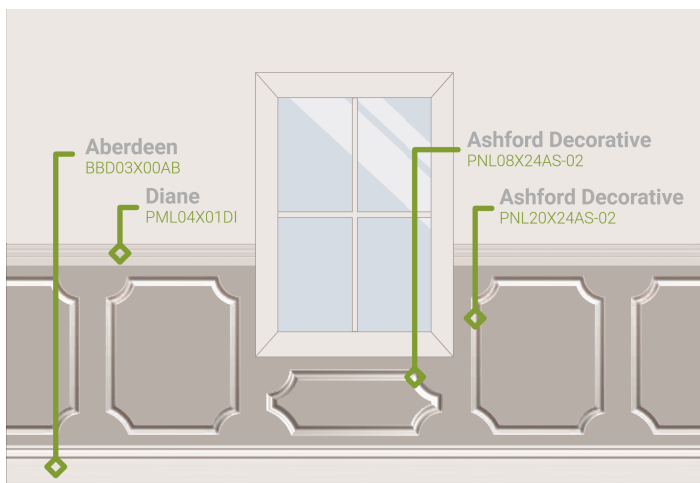 Aberdeen
BBD03X00AB
Diane
PML04X01DI
Ashford Decorative
PNL08X24AS-02
Ashford Decorative
PNL20X24AS-02